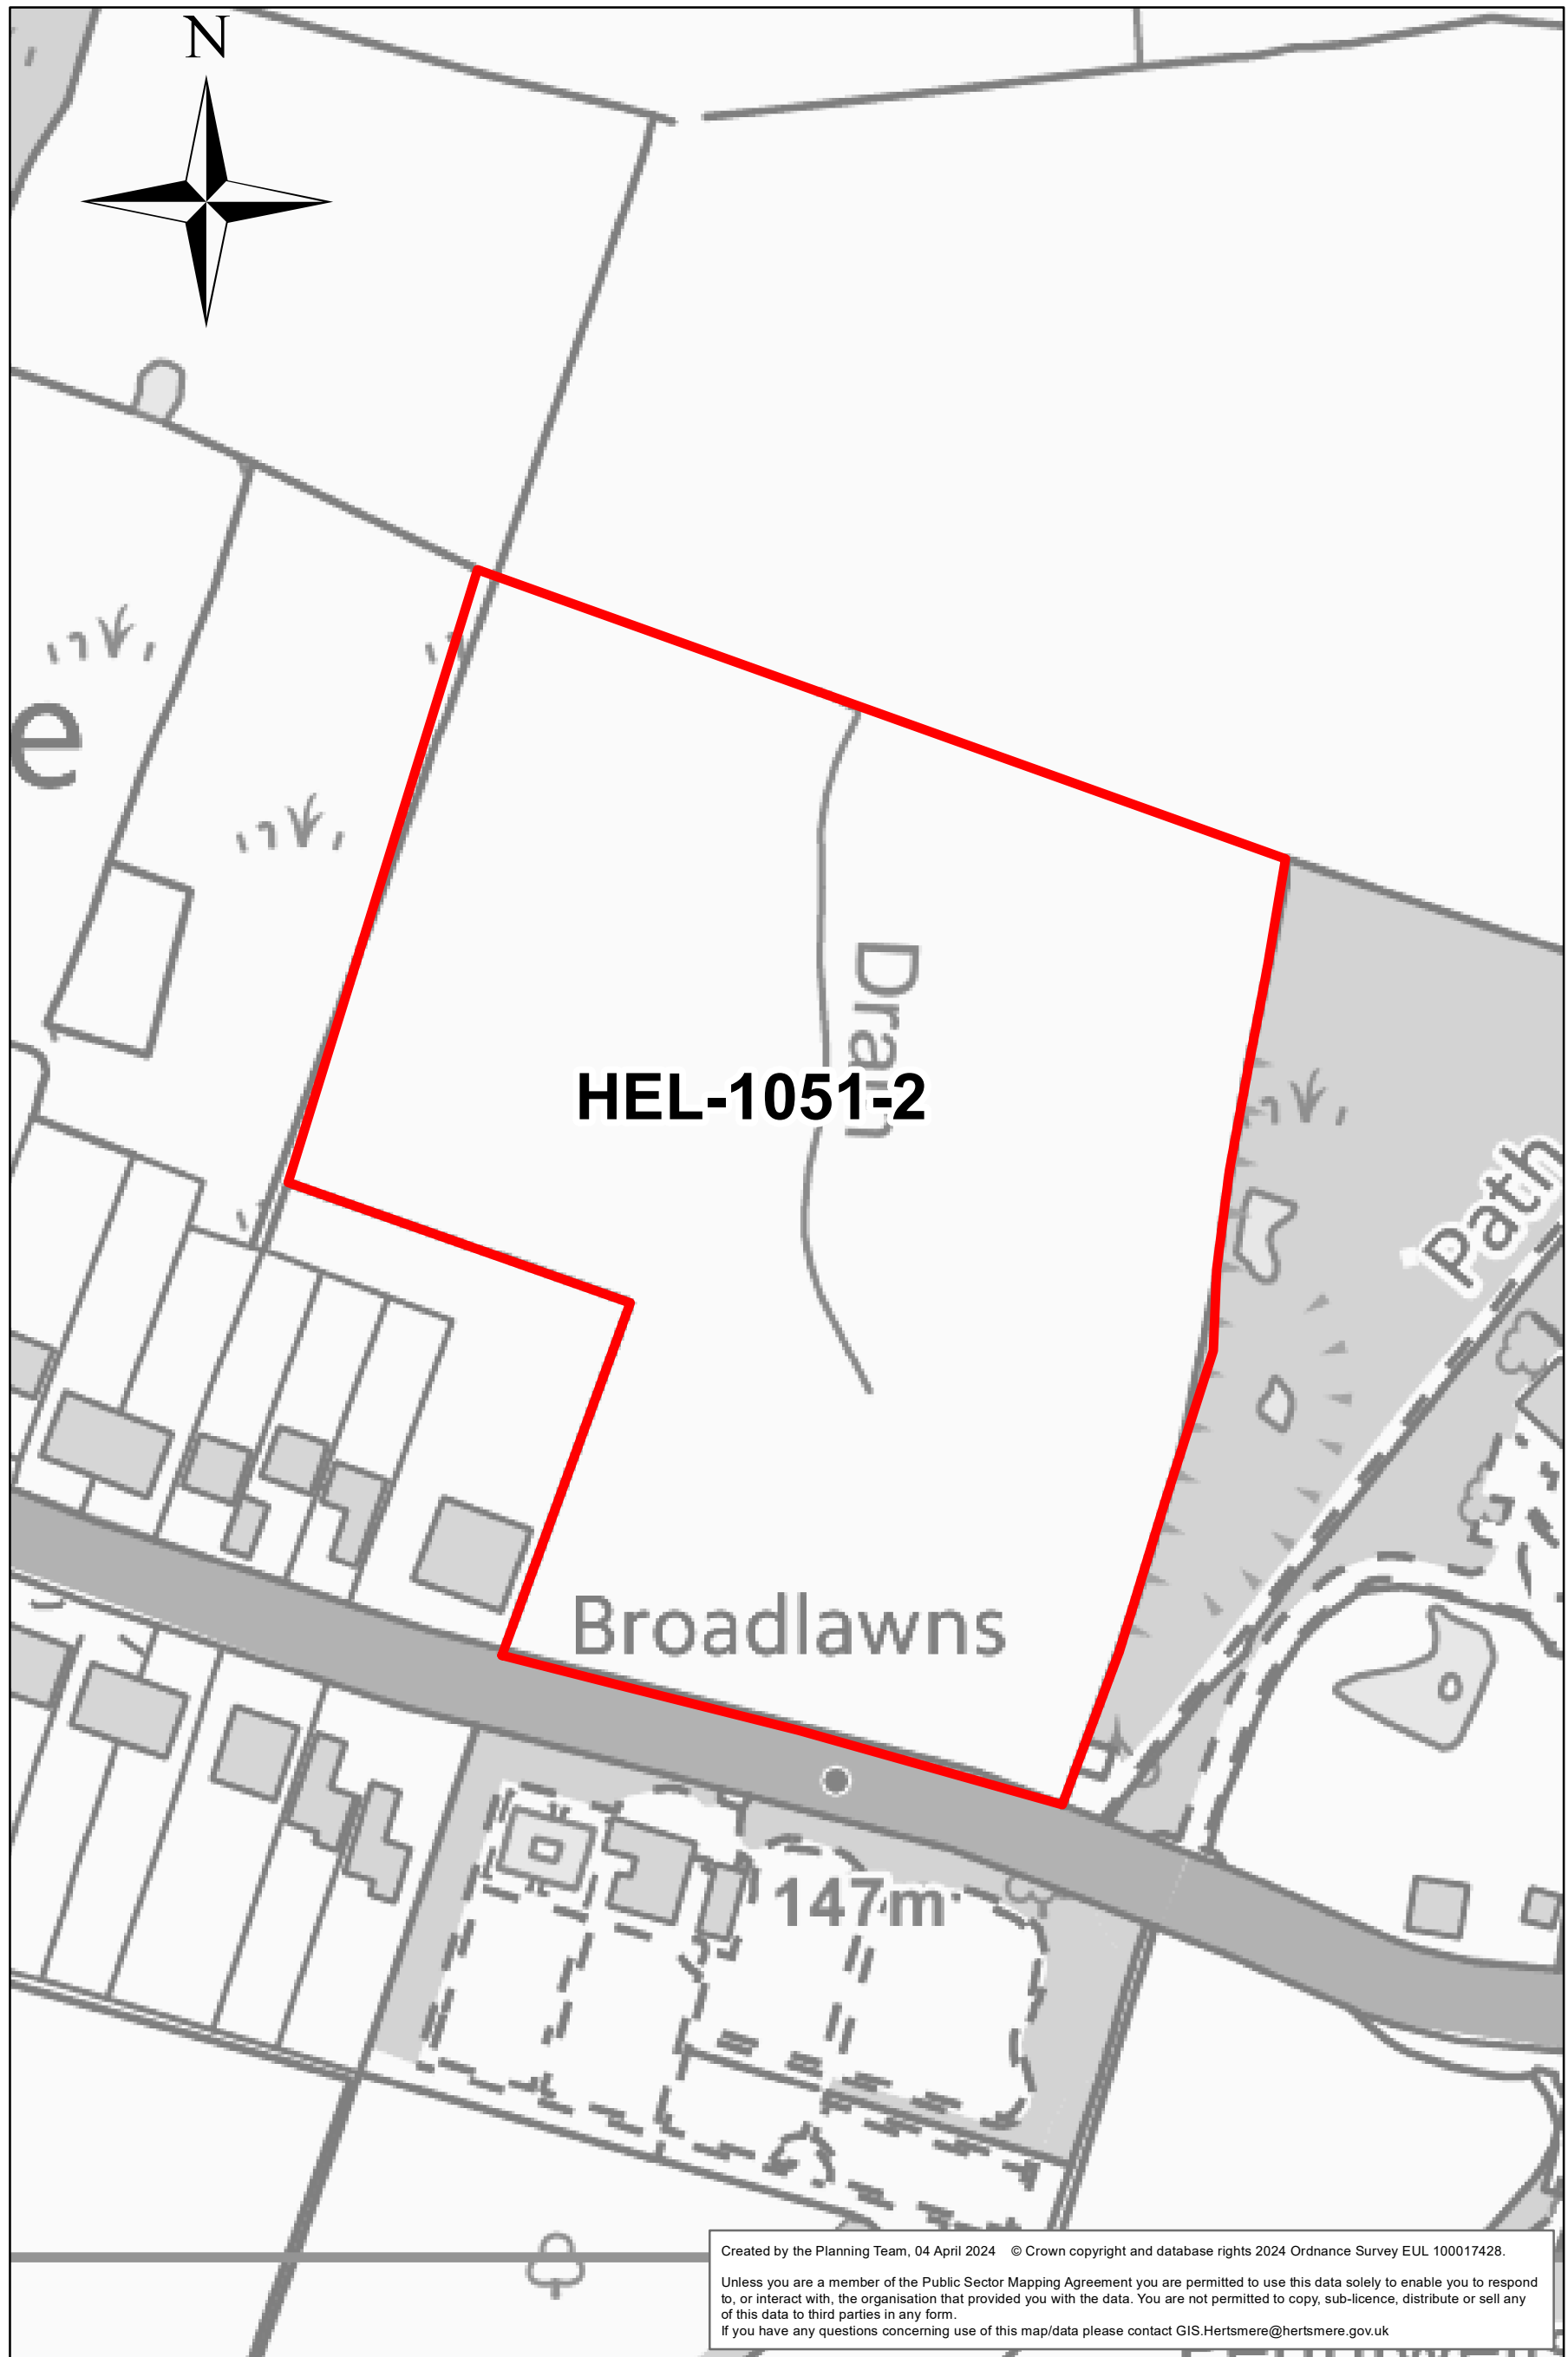 N
e
Drain
HEL-1051-2
Path
Broadlawns
147m
Created by the Planning Team, 04 April 2024 © Crown copyright and database rights 2024 Ordnance Survey EUL 100017428.
Unless you are a member of the Public Sector Mapping Agreement you are permitted to use this data solely to enable you to respond
to, or interact with, the organisation that provided you with the data. You are not permitted to copy, sub-licence, distribute or sell any
of this data to third parties in any form.
If you have any questions concerning use of this map/data please contact GIS.Hertsmere@hertsmere.gov.uk